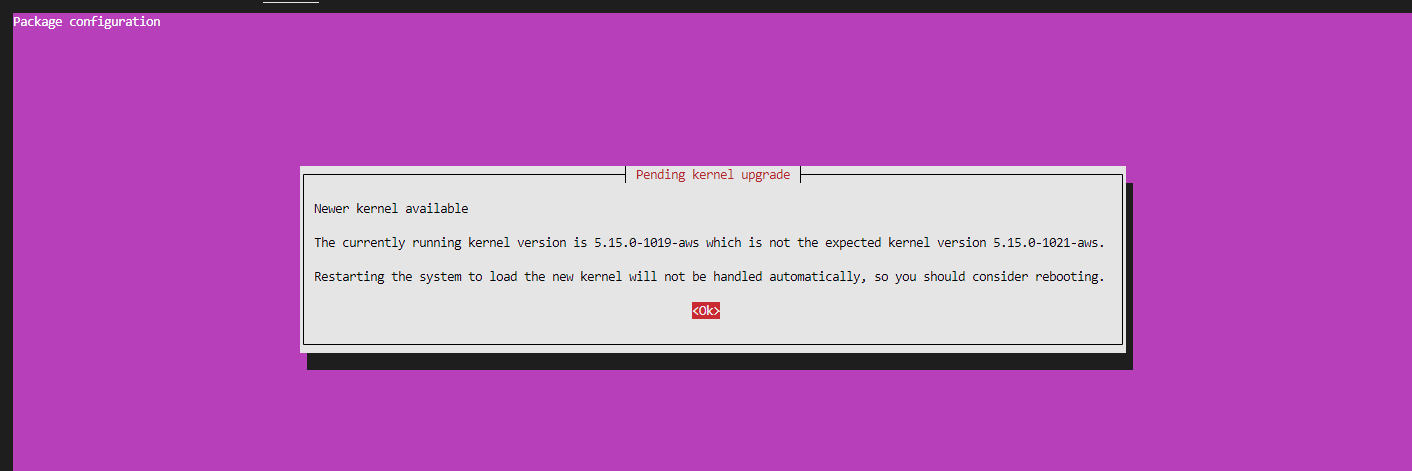 Package configuration
Pending kernel upgrade
Newer kernel available
The currently running kernel version is 5.15.0-1019-aws which is not the expected kernel version 5.15.0-1021-aws.
Restarting the system to load the new kernel will not be handled automatically, so you should consider rebooting.
<Ok>